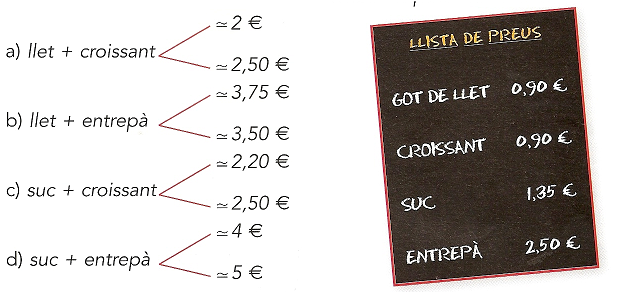 ≃ 2 €
a) llet + croissant
≃ 2,50 €
≃ 3,75 €
b) llet + entrepà
≃ 3,50 €
≃ 2,20 €
c) suc + croissant
≃ 2,50 €
≃ 4 €
d) suc + entrepà
≃ 5 €
LLISTA DE PREUS
GOT DE LLET 0,90 €
CROISSANT 0,90 €
SUC 1,35 €
ENTREPÀ 2,50 €